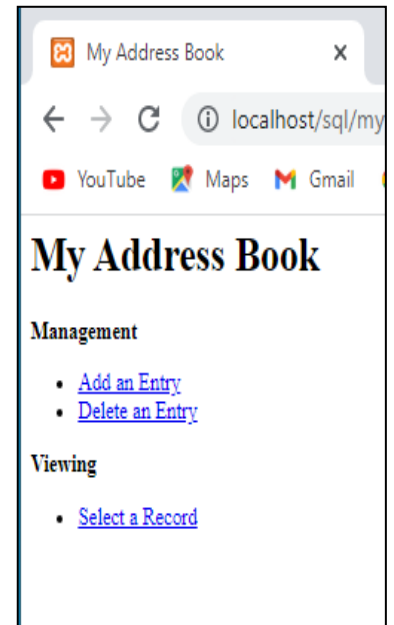 My Address Book
localhost/sql/my
YouTube Maps Gmail
My Address Book
Management
Add an Entry
Delete an Entry
Viewing
Select a Record